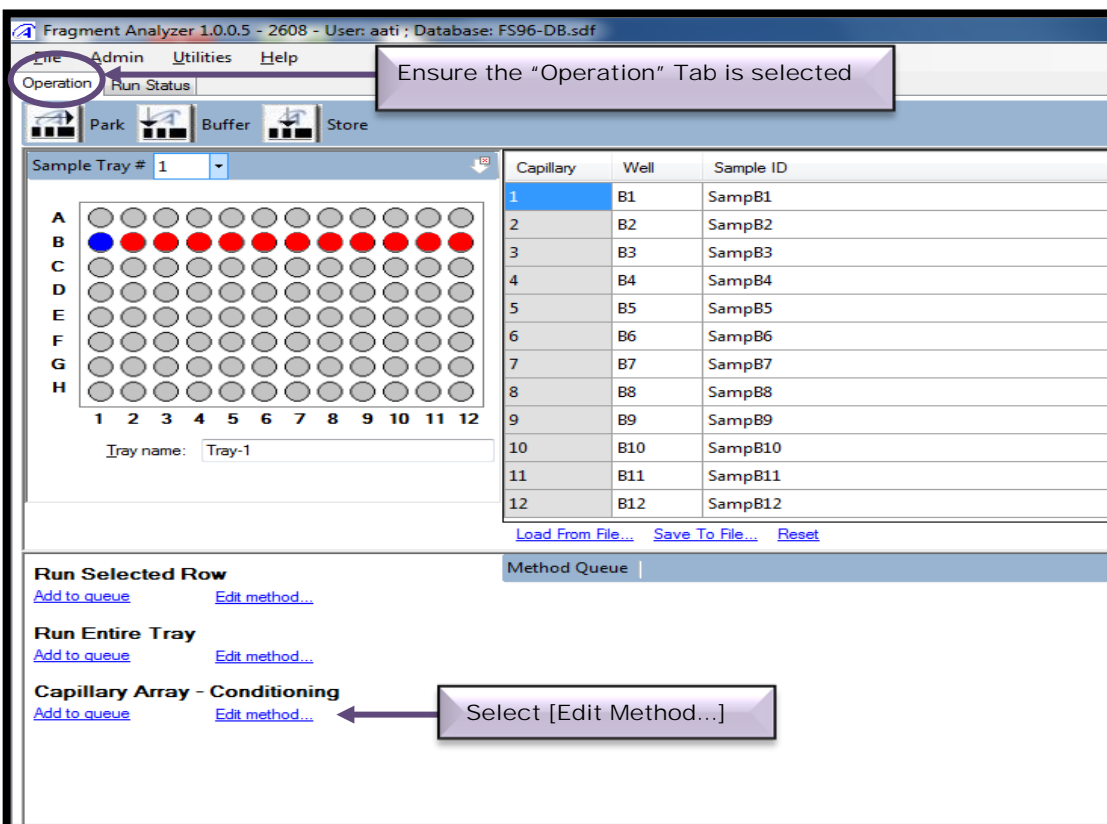 Fragment Analyzer 1.0.0.5 - 2608 - User: aati ; Database: FS96-DB.sdf
File Admin Utilities Help
Ensure the “Operation” Tab is selected
Operation Run Status
Park Buffer Store
Sample Tray # 1
Capillary Well Sample ID
1 B1 SampB1
2 B2 SampB2
3 B3 SampB3
4 B4 SampB4
5 B5 SampB5
6 B6 SampB6
7 B7 SampB7
8 B8 SampB8
9 B9 SampB9
10 B10 SampB10
11 B11 SampB11
12 B12 SampB12
A
B
C
D
E
F
G
H
1 2 3 4 5 6 7 8 9 10 11 12
Tray name: Tray-1
Load From File... Save To File... Reset
Run Selected Row
Add to queue Edit method...
Run Entire Tray
Add to queue Edit method...
Capillary Array - Conditioning
Add to queue Edit method...
Method Queue
Select [Edit Method…]